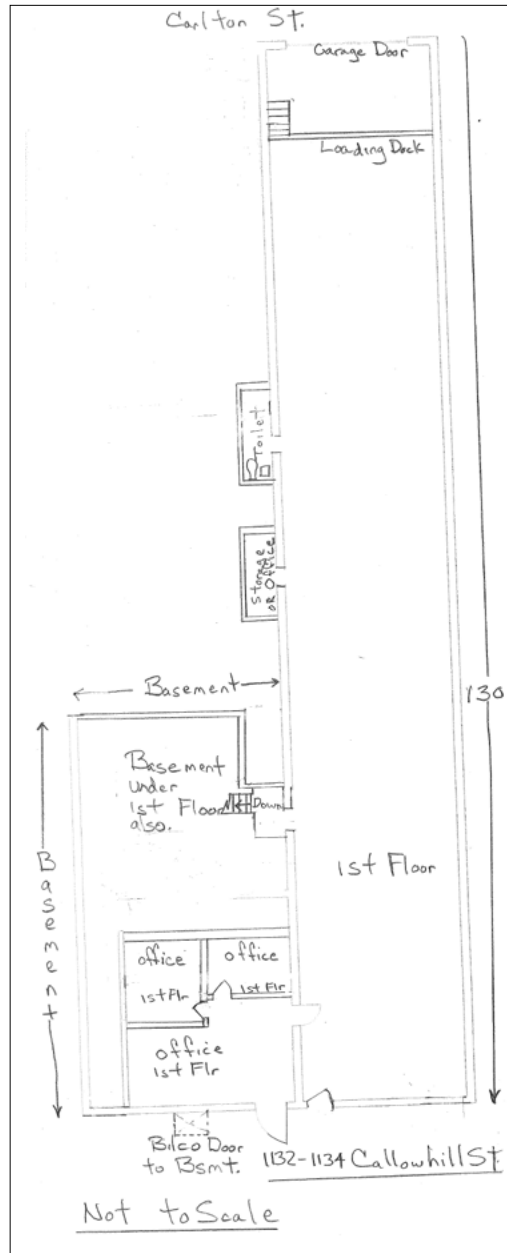 Carlton St.
Garage Door
Loading Dock
Toilet
Storage
OR Office
Basement
130
Basement
under
1st Floor
also.
Down
Basement
1st Floor
office
1st Flr
office
1st Flr
office
1st Flr
Bilco Door
to Bsmt.
1132-1134 Callowhill St.
Not to Scale